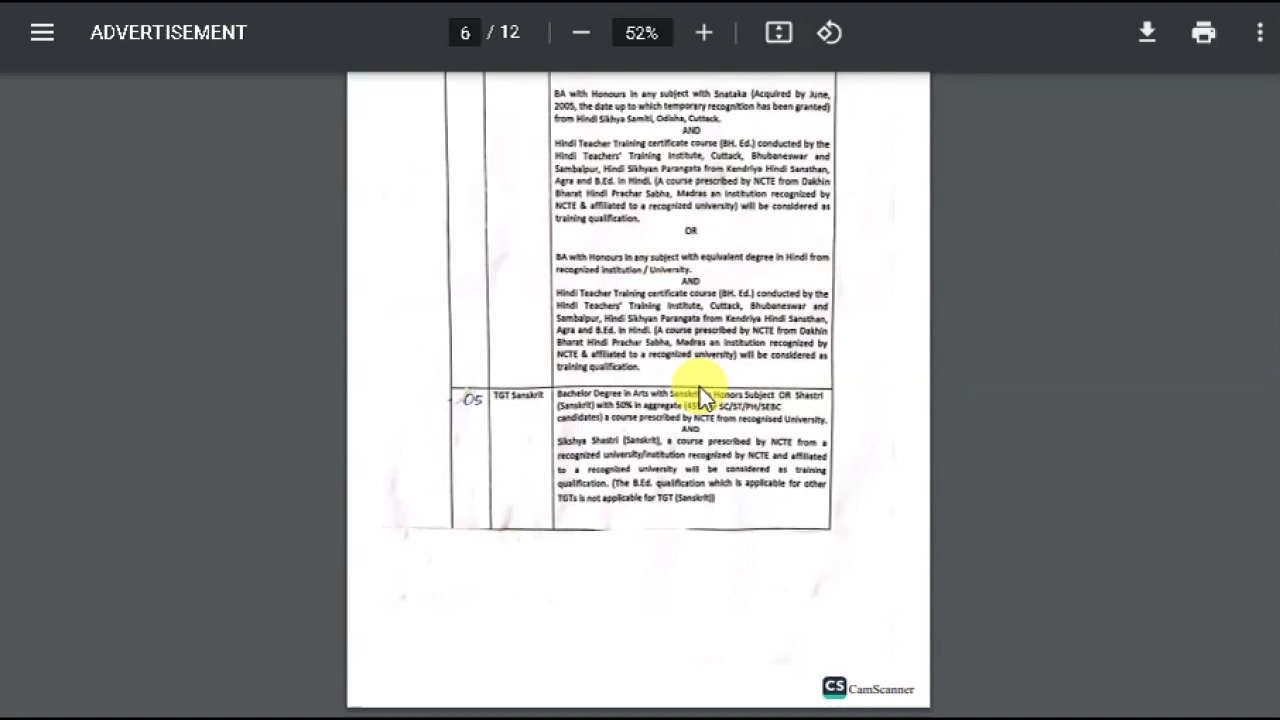 ADVERTISEMENT
6 / 12
52%
BA with Honours in any subject with Snataka (Acquired by June,
2005, the date up to which temporary recognition has been granted)
from Hindi Sikhya Samiti, Odisha, Cuttack.
AND
Hindi Teacher Training certificate course (BH. Ed.) conducted by the
Hindi Teachers' Training Institute, Cuttack, Bhubaneswar and
Sambalpur, Hindi Sikhyan Parangata from Kendriya Hindi Sansthan,
Agra and B.Ed. in Hindi. (A course prescribed by NCTE from Dakhin
Bharat Hindi Prachar Sabha, Madras an institution recognized by
NCTE & affiliated to a recognized university) will be considered as
training qualification.
OR
BA with Honours in any subject with equivalent degree in Hindi from
recognized institution / University.
AND
Hindi Teacher Training certificate course (BH. Ed.) conducted by the
Hindi Teachers' Training Institute, Cuttack, Bhubaneswar and
Sambalpur, Hindi Sikhyan Parangata from Kendriya Hindi Sansthan,
Agra and B.Ed. in Hindi. (A course prescribed by NCTE from Dakhin
Bharat Hindi Prachar Sabha, Madras an institution recognized by
NCTE & affiliated to a recognized university) will be considered as
training qualification.
05
TGT Sanskrit
Bachelor Degree in Arts with Honors Subject OR Shastri
(Sanskrit) with 50% in aggregate SC/ST/PH/SEBC
candidates) a course prescribed by NCTE from recognised University.
AND
Sikshya Shastri (Sanskrit), a course prescribed by NCTE from a
recognized university/institution recognized by NCTE and affiliated
to a recognized university will be considered as training
qualification. (The B.Ed. qualification which is applicable for other
TGTs is not applicable for TGT (Sanskrit))
CS CamScanner